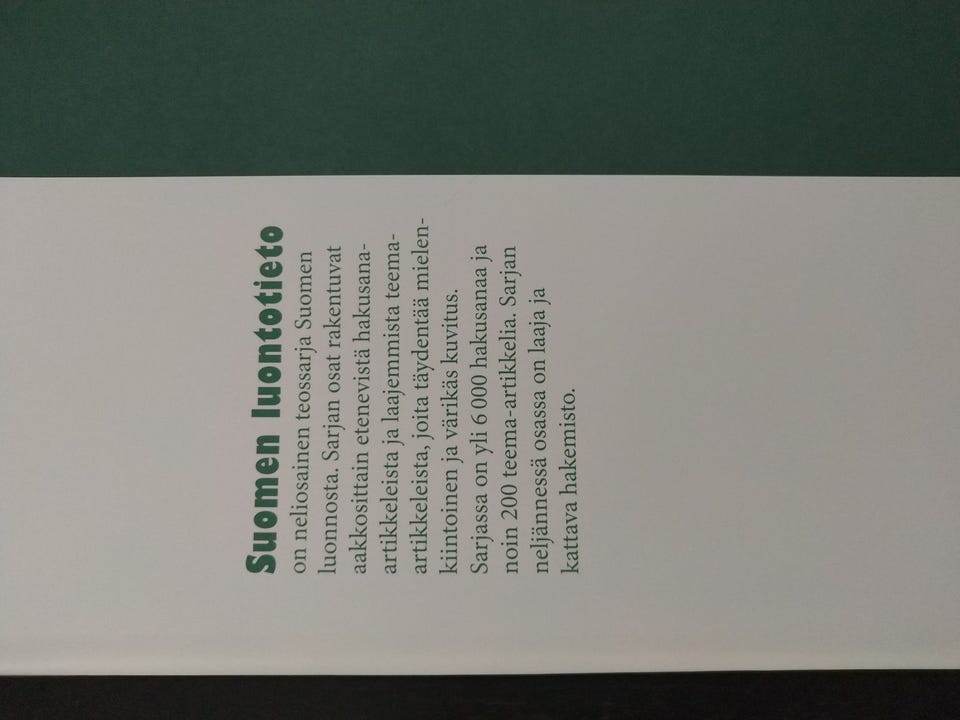 Suomen luontotieto
on neliosainen teossarja Suomen
luonnosta. Sarjan osat rakentuvat
aakkosittain etenevistä hakusana-
artikkeleista ja laajemmista teema-
artikkeleista, joita täydentää mielen-
kiintoinen ja värikäs kuvitus.
Sarjassa on yli 6 000 hakusanaa ja
noin 200 teema-artikkelia. Sarjan
neljännessä osassa on laaja ja
kattava hakemisto.